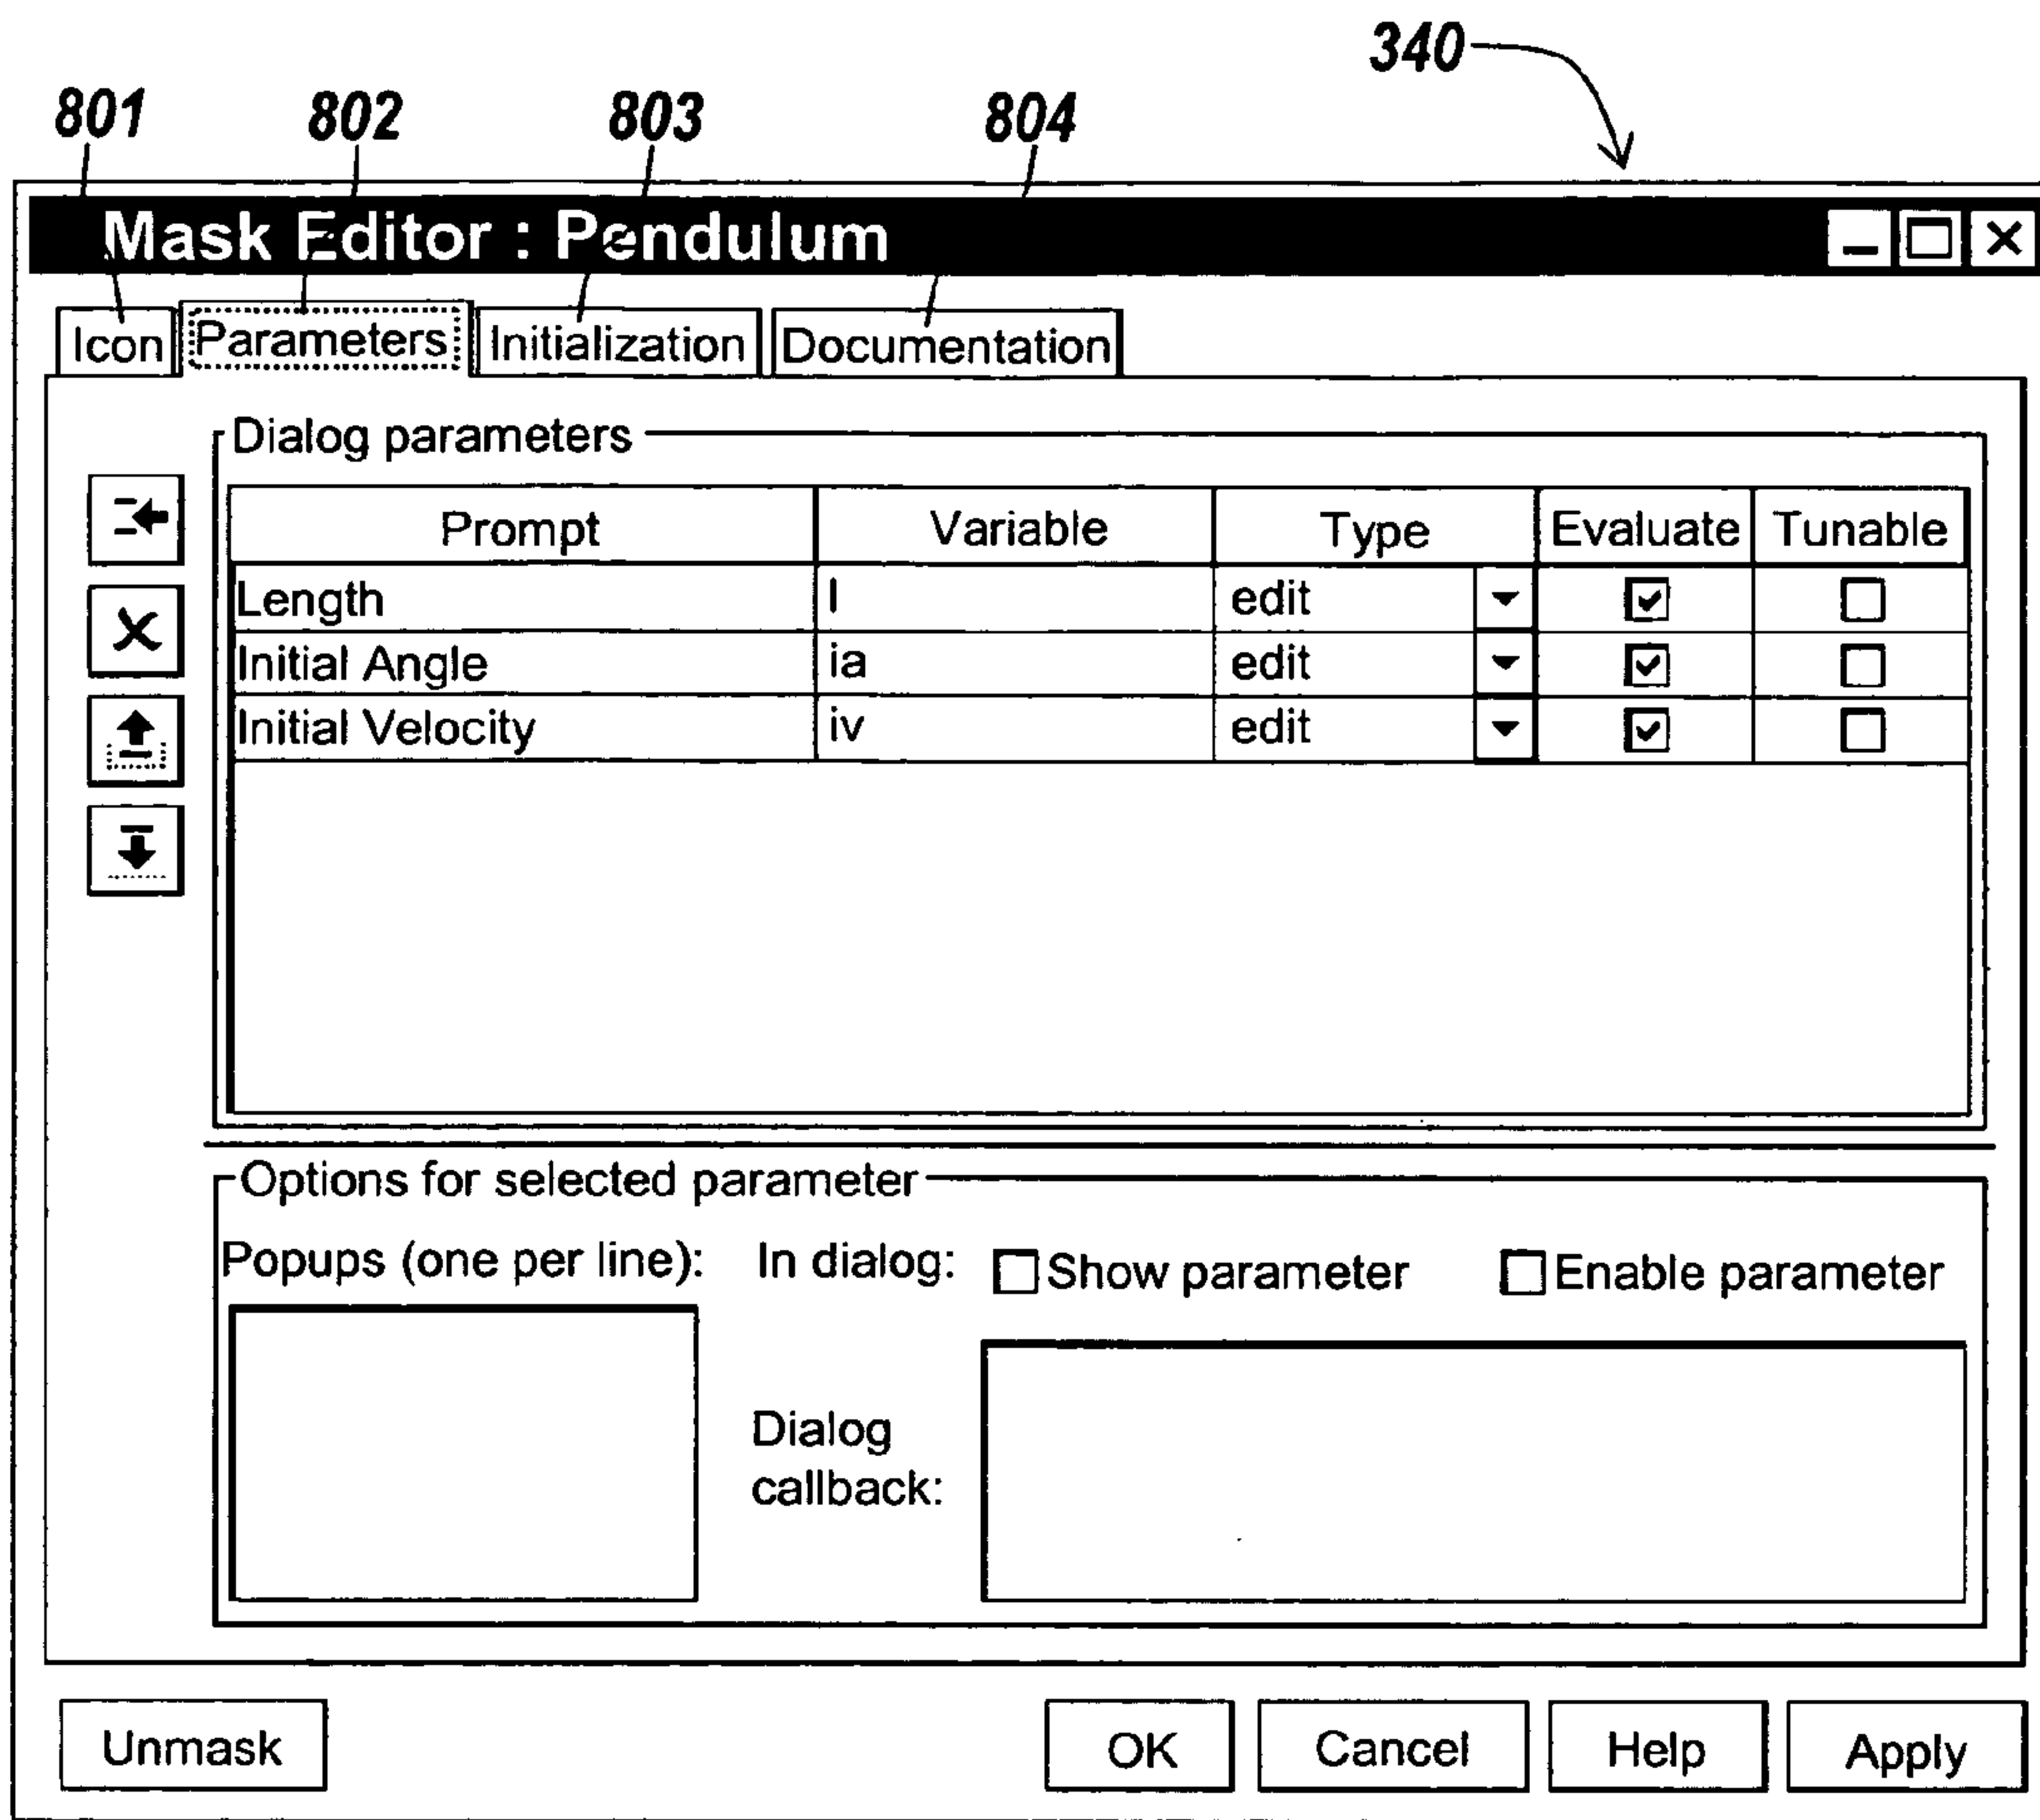 340
801 802 803 804
Mask Editor : Pendulum
Icon Parameters Initialization Documentation
Dialog parameters
Prompt Variable Type Evaluate Tunable
Length l edit
Initial Angle ia edit
Initial Velocity iv edit
Options for selected parameter
Popups (one per line): In dialog: Show parameter Enable parameter
Dialog
callback:
Unmask OK Cancel Help Apply